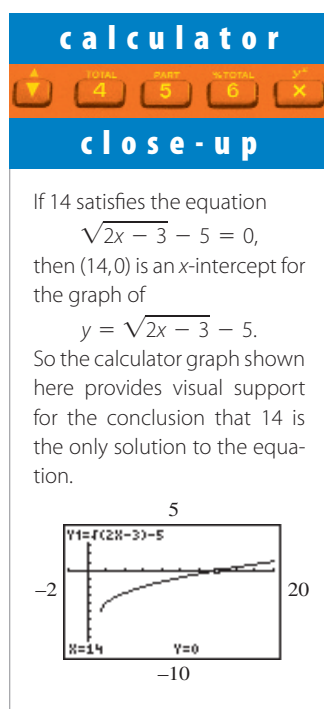 calculator
TOTAL PART %TOTAL yˣ
4 5 6 ×
close-up
If 14 satisfies the equation
√2x − 3 − 5 = 0,
then (14,0) is an x-intercept for
the graph of
y = √2x − 3 − 5.
So the calculator graph shown
here provides visual support
for the conclusion that 14 is
the only solution to the equa-
tion.
5
Y1=√(2X-3)-5
−2
20
X=14 Y=0
−10